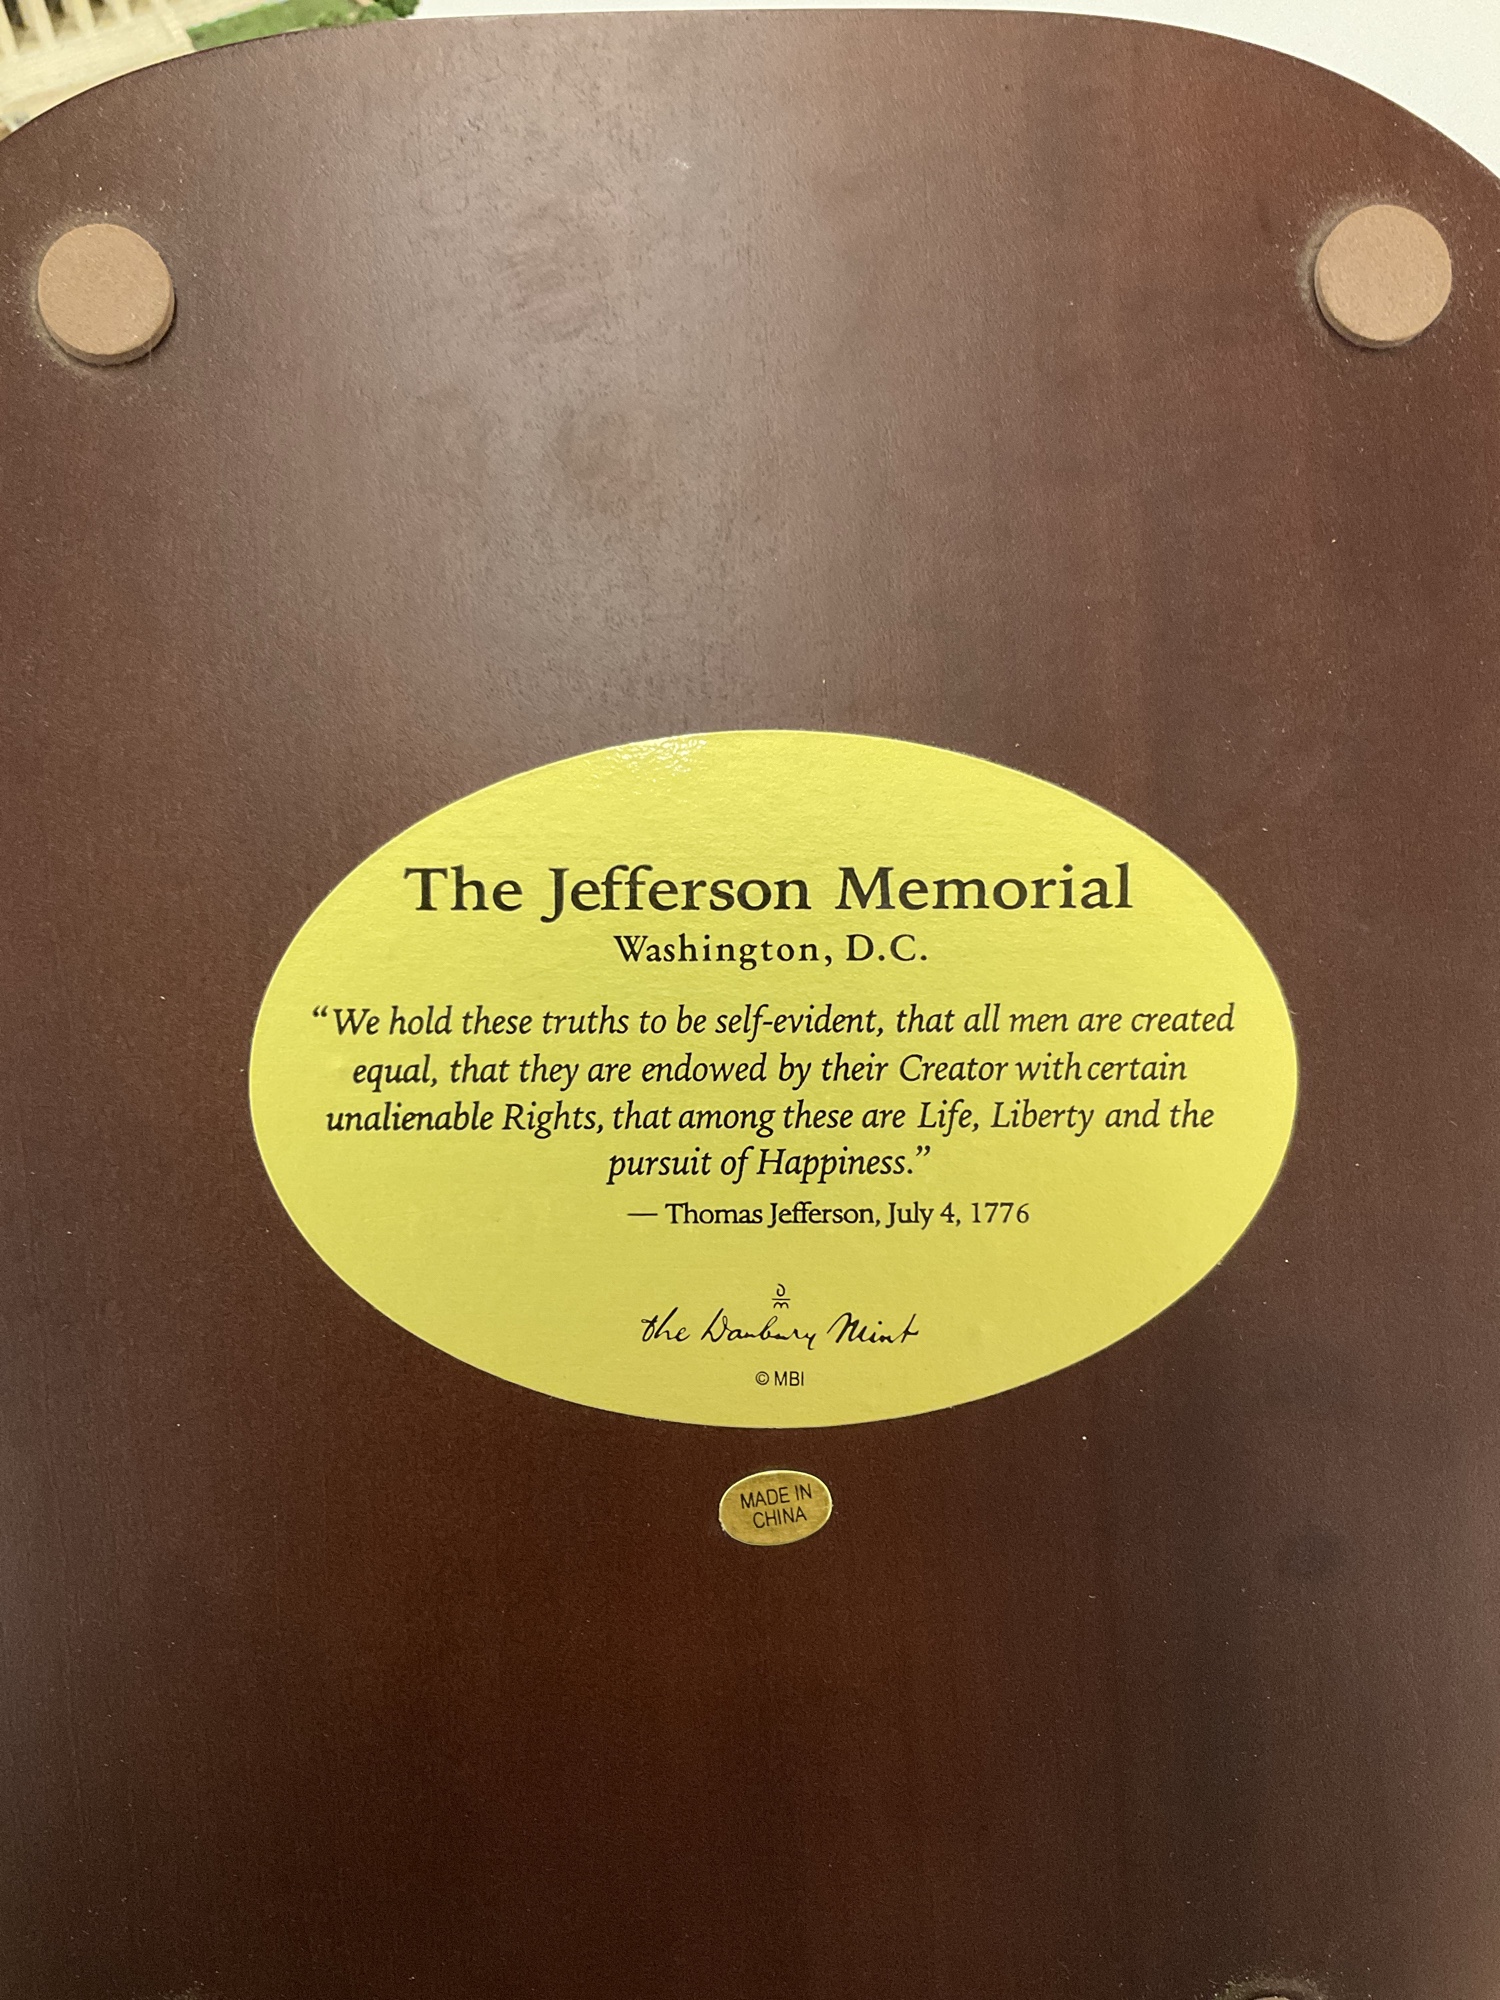 The Jefferson Memorial
Washington, D.C.
“We hold these truths to be self-evident, that all men are created
equal, that they are endowed by their Creator with certain
unalienable Rights, that among these are Life, Liberty and the
pursuit of Happiness.”
— Thomas Jefferson, July 4, 1776
d
m
the Danbury Mint
© MBI
MADE IN
CHINA